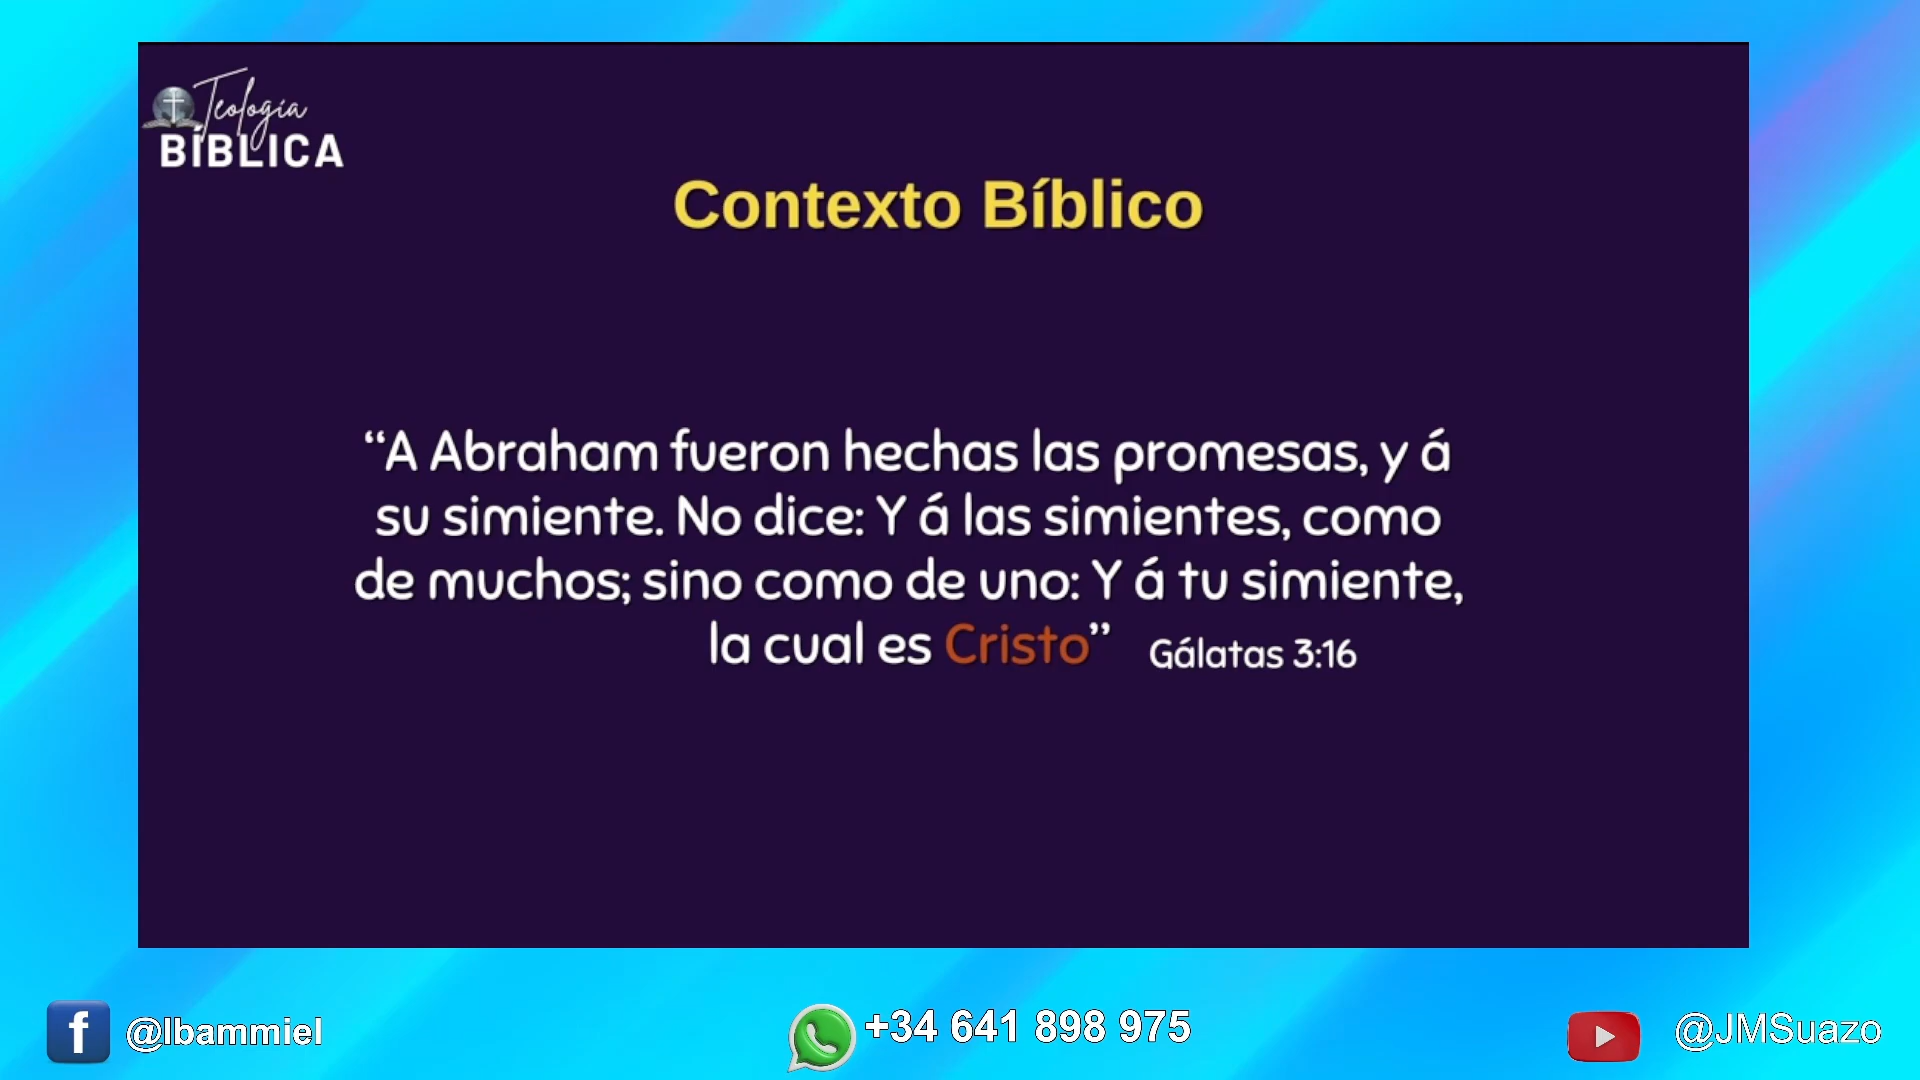 Teología
BÍBLICA
Contexto Bíblico
“A Abraham fueron hechas las promesas, y á
su simiente. No dice: Y á las simientes, como
de muchos; sino como de uno: Y á tu simiente,
la cual es Cristo” Gálatas 3:16
f @lbammiel
+34 641 898 975
@JMSuazo